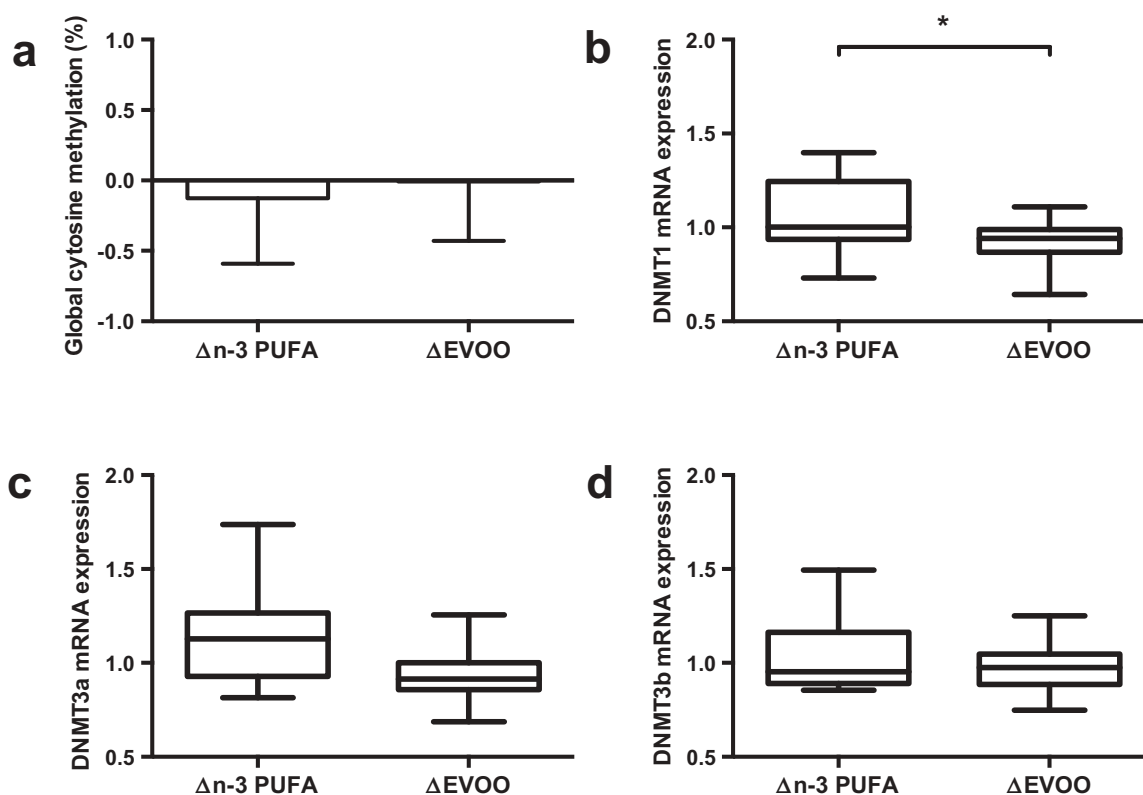 a
Global cytosine methylation (%)
1.0
0.5
0.0
-0.5
-1.0
Δn-3 PUFA
ΔEVOO
b
DNMT1 mRNA expression
2.0
1.5
1.0
0.5
*
Δn-3 PUFA
ΔEVOO
c
DNMT3a mRNA expression
2.0
1.5
1.0
0.5
Δn-3 PUFA
ΔEVOO
d
DNMT3b mRNA expression
2.0
1.5
1.0
0.5
Δn-3 PUFA
ΔEVOO